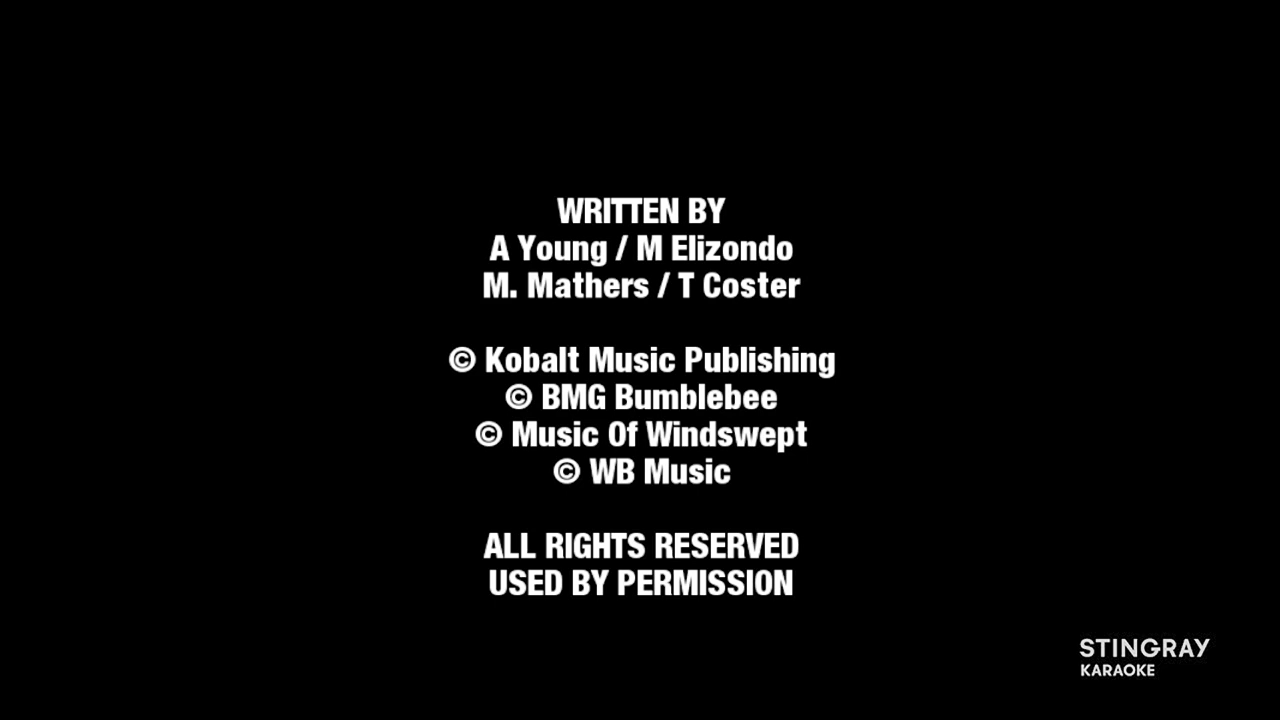 WRITTEN BY
A Young / M Elizondo
M. Mathers / T Coster
© Kobalt Music Publishing
© BMG Bumblebee
© Music Of Windswept
© WB Music
ALL RIGHTS RESERVED
USED BY PERMISSION
STINGRAY
KARAOKE